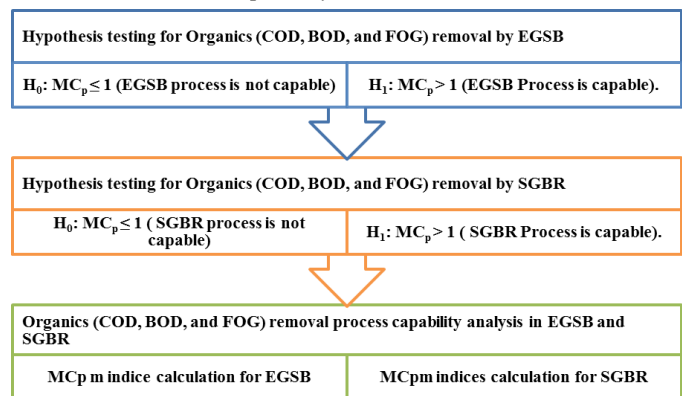 Hypothesis testing for Organics (COD, BOD, and FOG) removal by EGSB
H₀: MCₚ ≤ 1 (EGSB process is not capable)
H₁: MCₚ > 1 (EGSB Process is capable).
Hypothesis testing for Organics (COD, BOD, and FOG) removal by SGBR
H₀: MCₚ ≤ 1 ( SGBR process is not
capable)
H₁: MCₚ > 1 ( SGBR Process is capable).
Organics (COD, BOD, and FOG) removal process capability analysis in EGSB and
SGBR
MCp m indice calculation for EGSB
MCpm indices calculation for SGBR